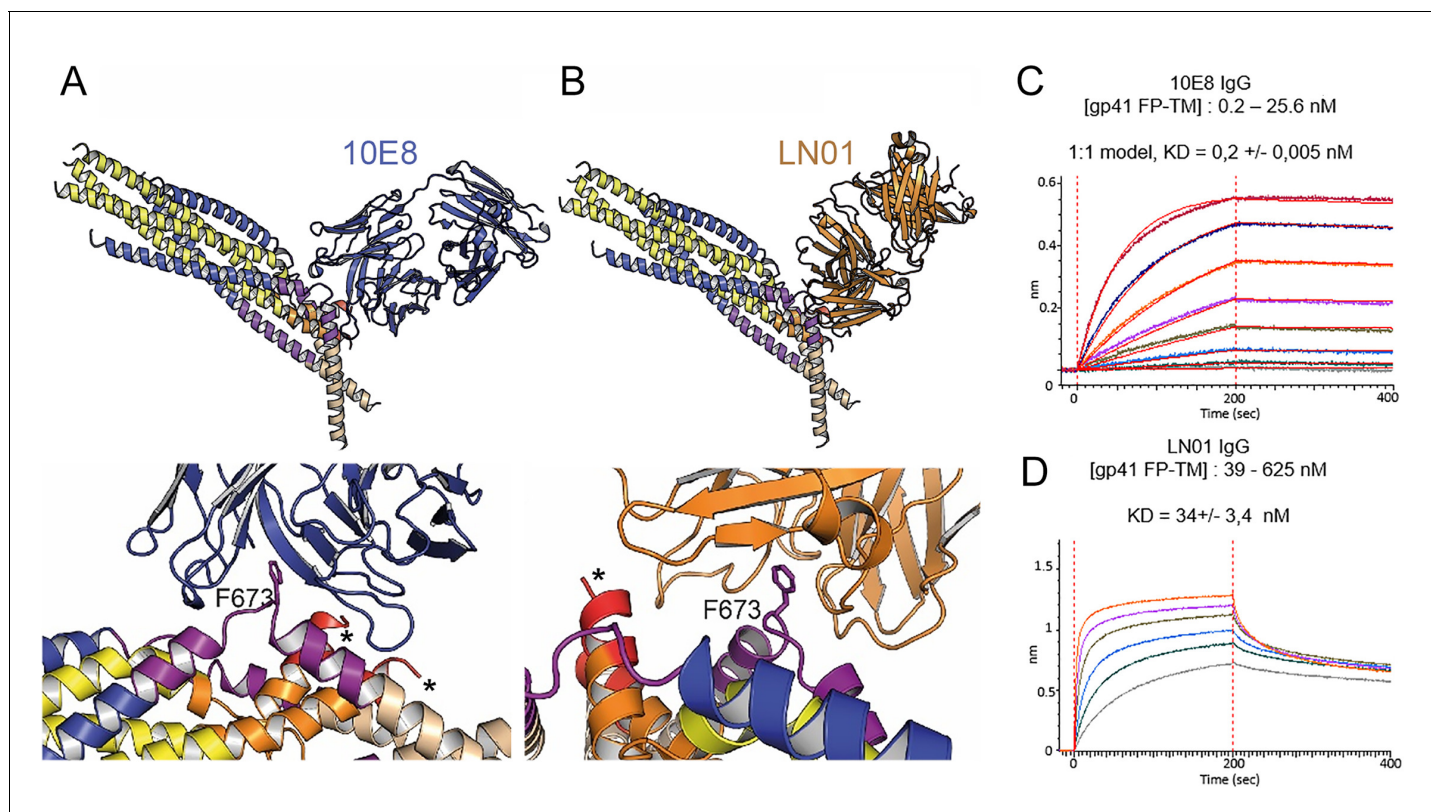 A
10E8
F673
*
*
B
LN01
F673
*
C
10E8 IgG
[gp41 FP-TM] : 0.2 – 25.6 nM
1:1 model, KD = 0,2 +/- 0,005 nM
0.6
0.4
0.2
0
nm
0
200
400
Time (sec)
D
LN01 IgG
[gp41 FP-TM] : 39 - 625 nM
KD = 34+/- 3,4 nM
1.5
1
0.5
0
nm
0
200
400
Time (sec)